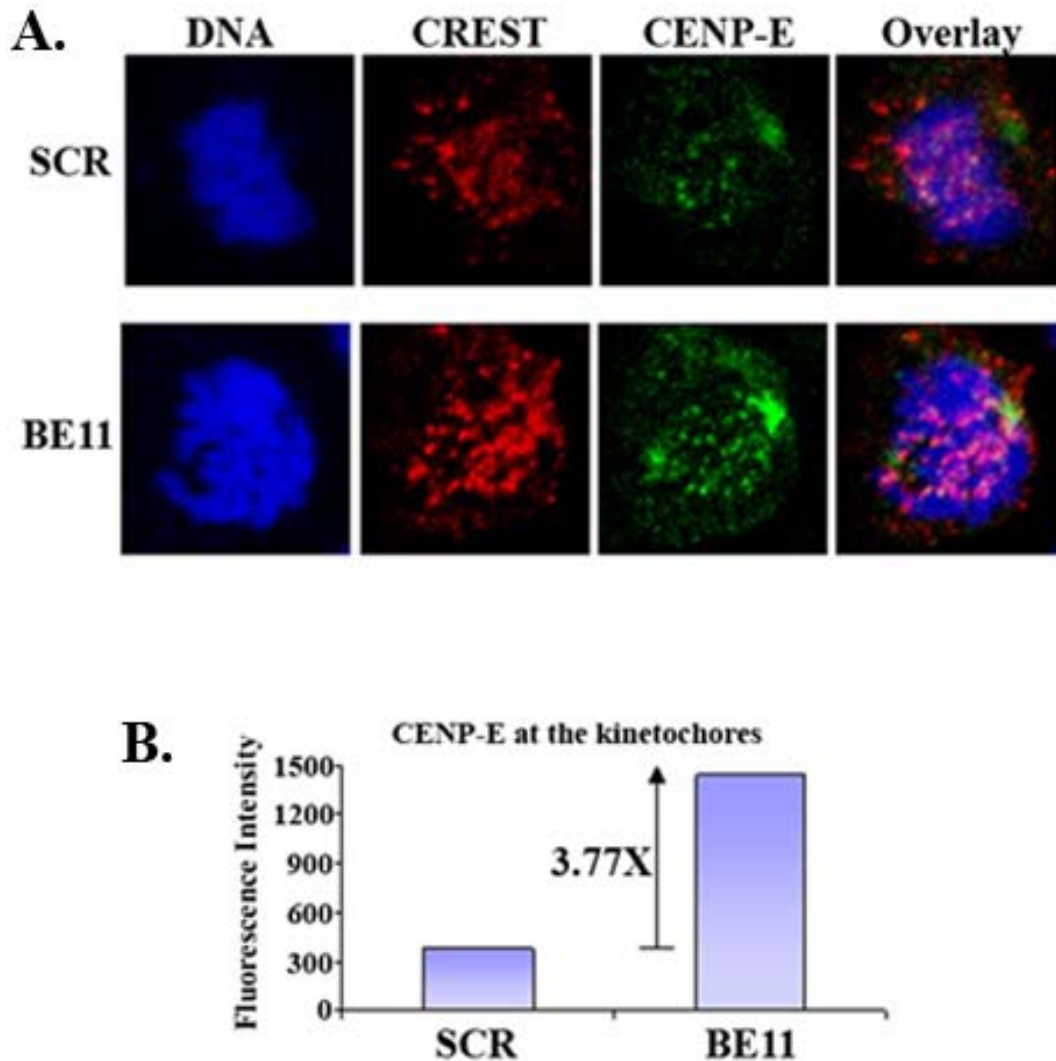 A.
DNA CREST CENP-E Overlay
SCR
BE11
B.
CENP-E at the kinetochores
Fluorescence Intensity
1500
1200
900
600
300
0
3.77X
SCR BE11